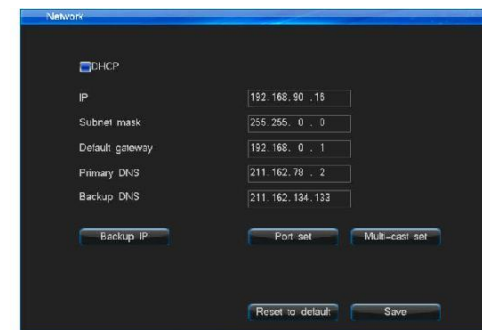 Network
DHCP
IP 192.168.90 .16
Subnet mask 255.255. 0 . 0
Default gateway 192.168. 0 . 1
Primary DNS 211.162.78 . 2
Backup DNS 211.162.134.133
Backup IP Port set Multi-cast set
Reset to default Save